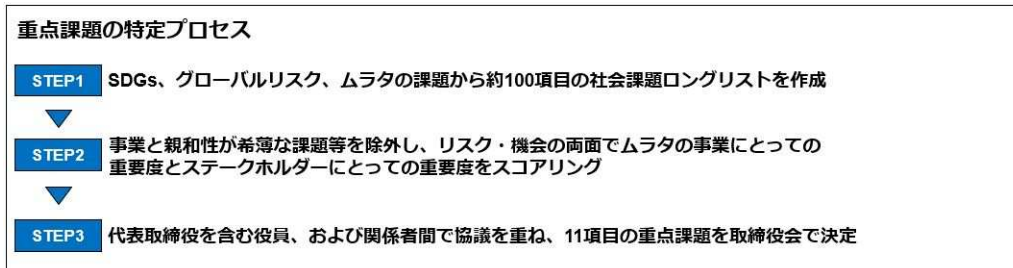 重点課題の特定プロセス
STEP1 SDGs、グローバルリスク、ムラタの課題から約100項目の社会課題ロングリストを作成
STEP2 事業と親和性が希薄な課題等を除外し、リスク・機会の両面でムラタの事業にとっての
重要度とステークホルダーにとっての重要度をスコアリング
STEP3 代表取締役を含む役員、および関係者間で協議を重ね、11項目の重点課題を取締役会で決定